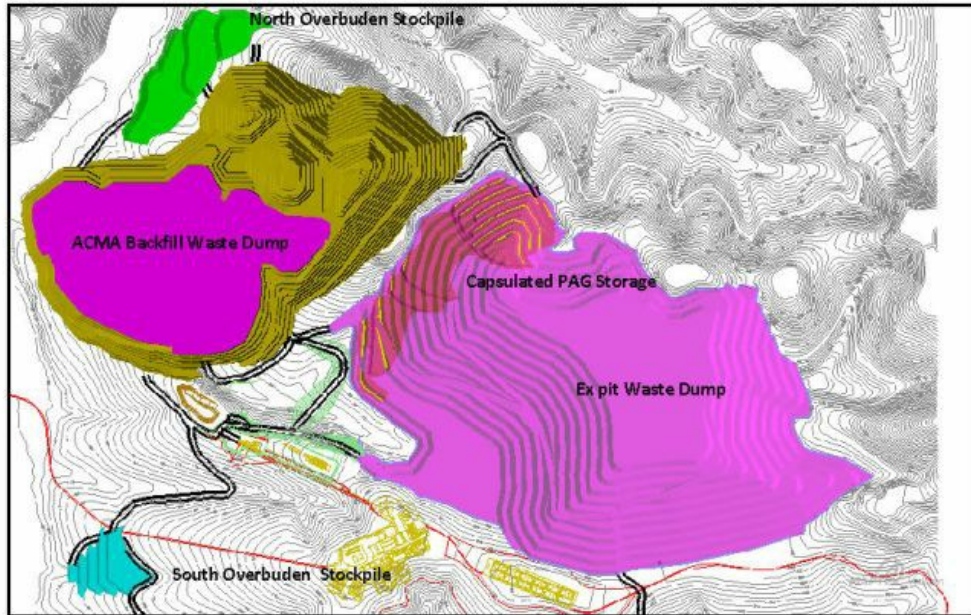 North Overbuden Stockpile
ACMA Backfill Waste Dump
Capsulated PAG Storage
Ex pit Waste Dump
South Overbuden Stockpile